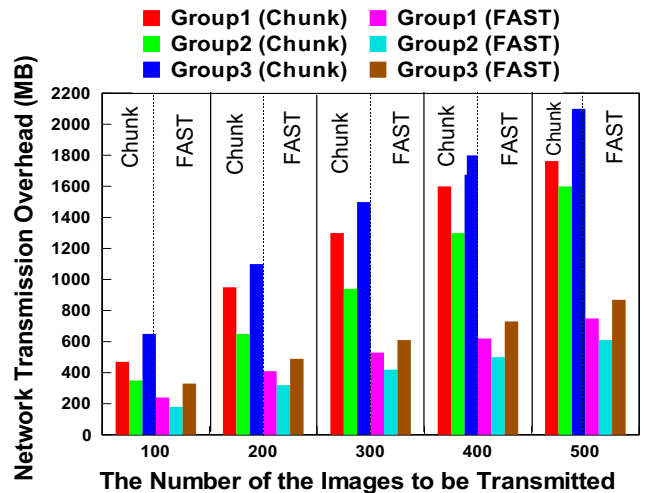 Group1 (Chunk) Group1 (FAST)
Group2 (Chunk) Group2 (FAST)
Group3 (Chunk) Group3 (FAST)
Network Transmission Overhead (MB)
2200
2000
1800
1600
1400
1200
1000
800
600
400
200
0
Chunk FAST Chunk FAST Chunk FAST Chunk FAST Chunk FAST
100 200 300 400 500
The Number of the Images to be Transmitted